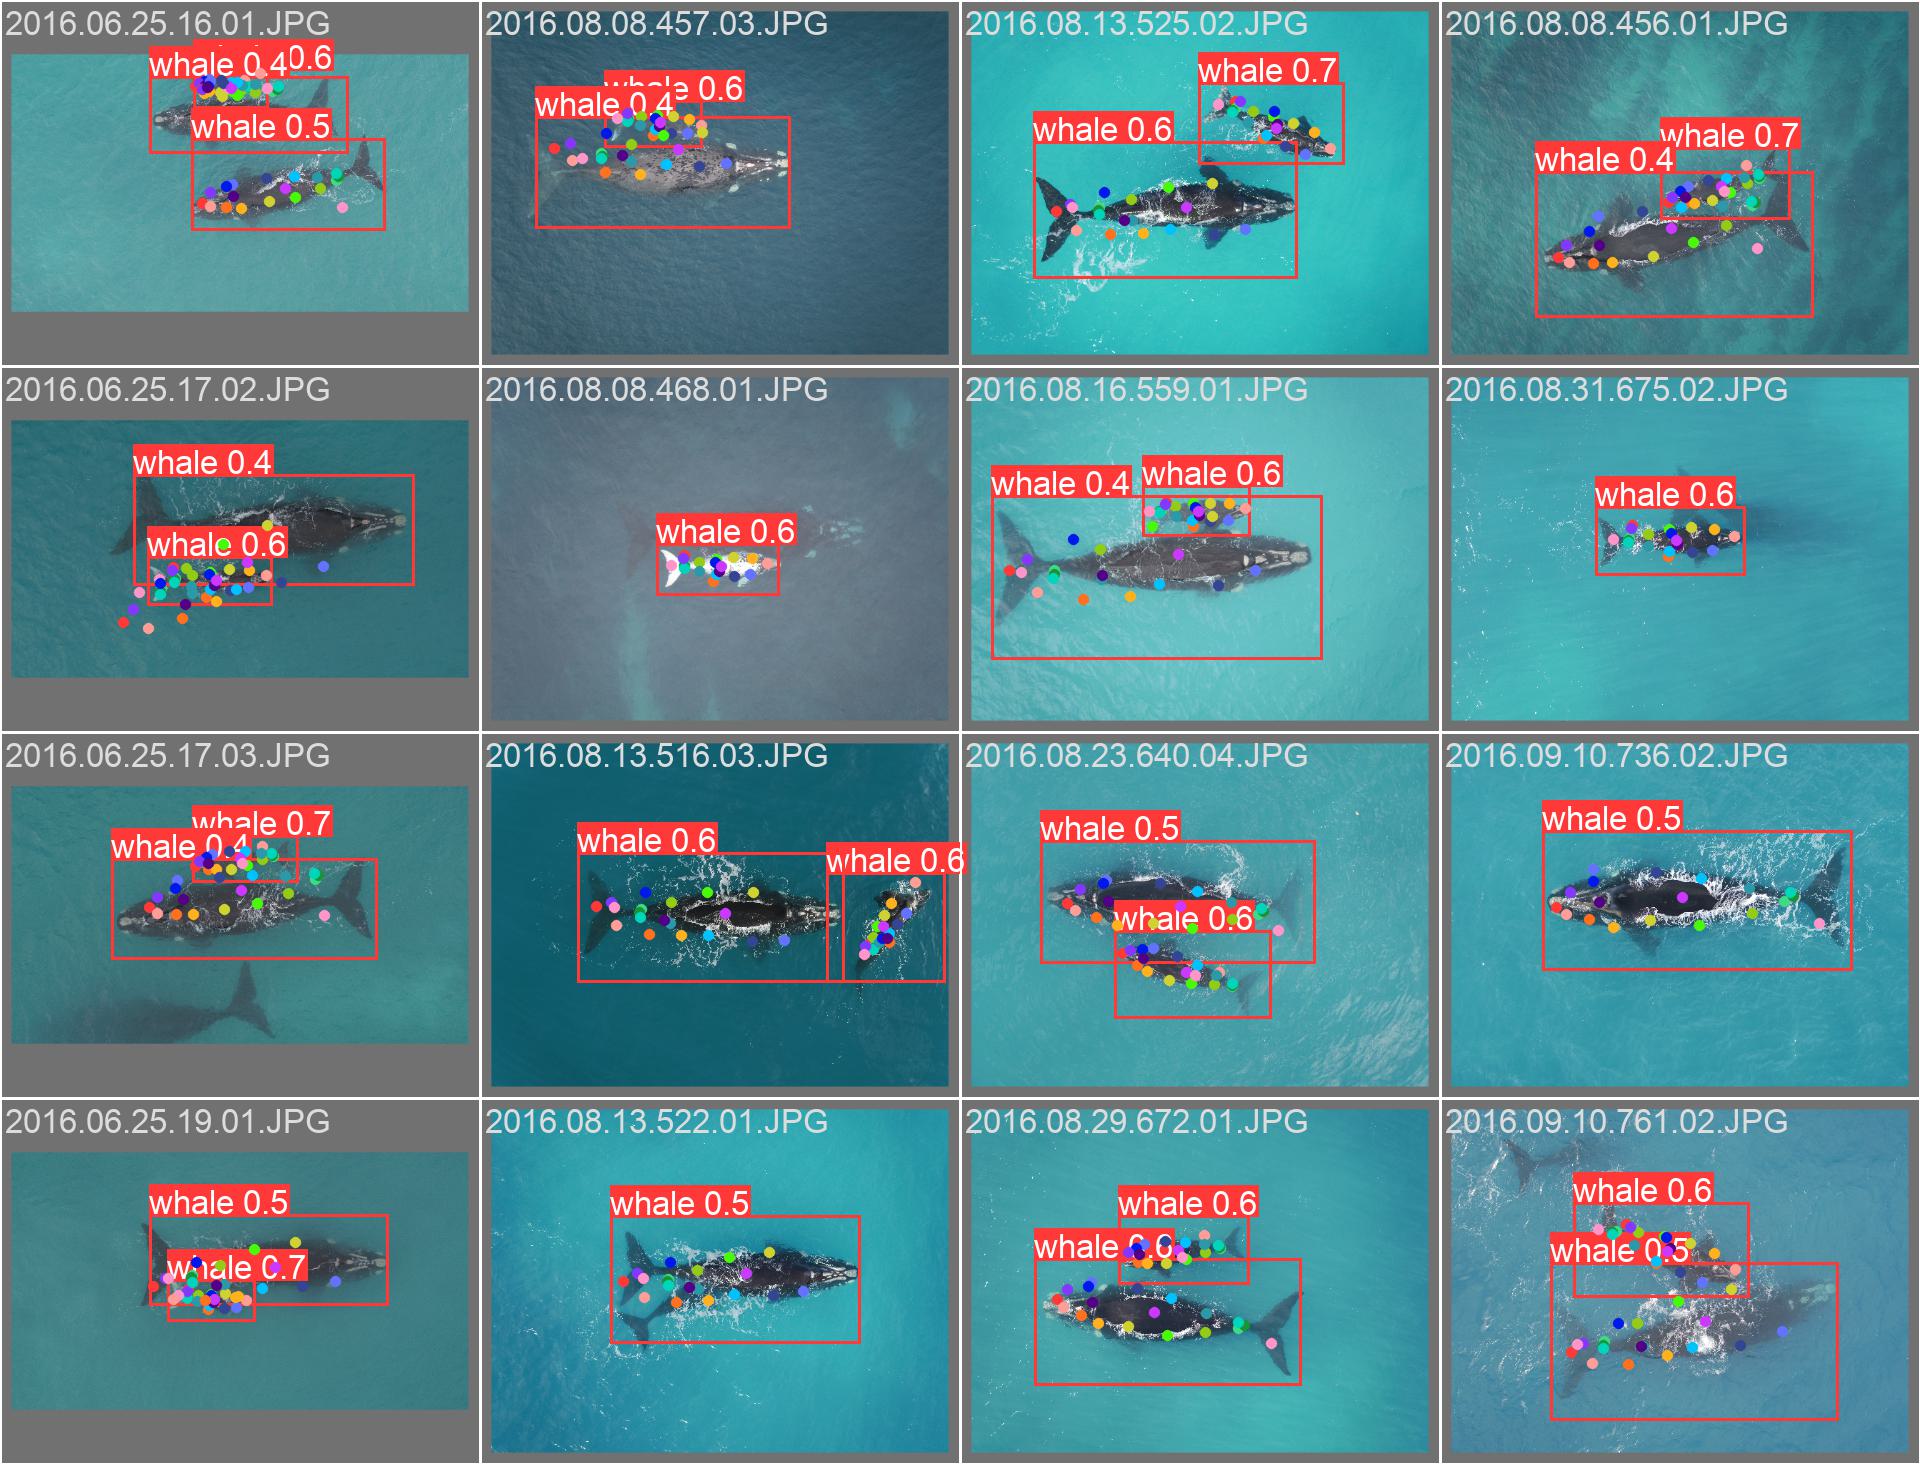 2016.06.25.16.01.JPG
whale 0.4
0.6
whale 0.5
2016.08.08.457.03.JPG
whale 0.6
whale 0.4
2016.08.13.525.02.JPG
whale 0.7
whale 0.6
2016.08.08.456.01.JPG
whale 0.7
whale 0.4
2016.06.25.17.02.JPG
whale 0.4
whale 0.6
2016.08.08.468.01.JPG
whale 0.6
2016.08.16.559.01.JPG
whale 0.6
whale 0.4
2016.08.31.675.02.JPG
whale 0.6
2016.06.25.17.03.JPG
whale 0.7
whale 0.4
2016.08.13.516.03.JPG
whale 0.6
whale 0.6
2016.08.23.640.04.JPG
whale 0.5
whale 0.6
2016.09.10.736.02.JPG
whale 0.5
2016.06.25.19.01.JPG
whale 0.5
whale 0.7
2016.08.13.522.01.JPG
whale 0.5
2016.08.29.672.01.JPG
whale 0.6
whale 0.6
2016.09.10.761.02.JPG
whale 0.6
whale 0.5